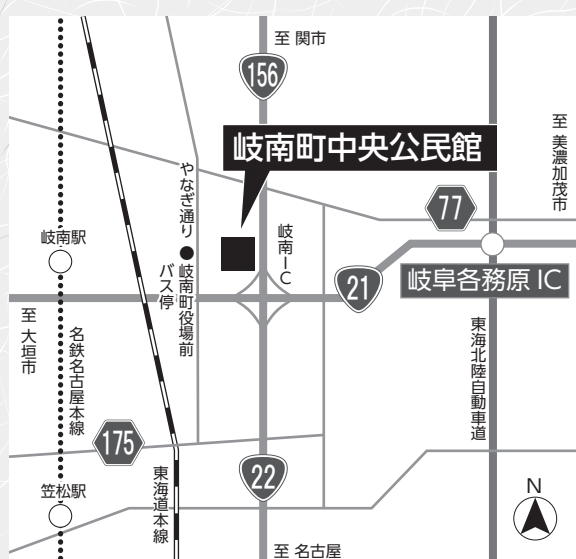 至 関市
156
岐南町中央公民館
至 美濃加茂市
77
やなぎ通り
岐南IC
岐南駅
岐南町役場前
バス停
21
岐阜各務原 IC
至 大垣市
名鉄名古屋本線
東海北陸自動車道
175
22
東海道本線
笠松駅
N
至 名古屋